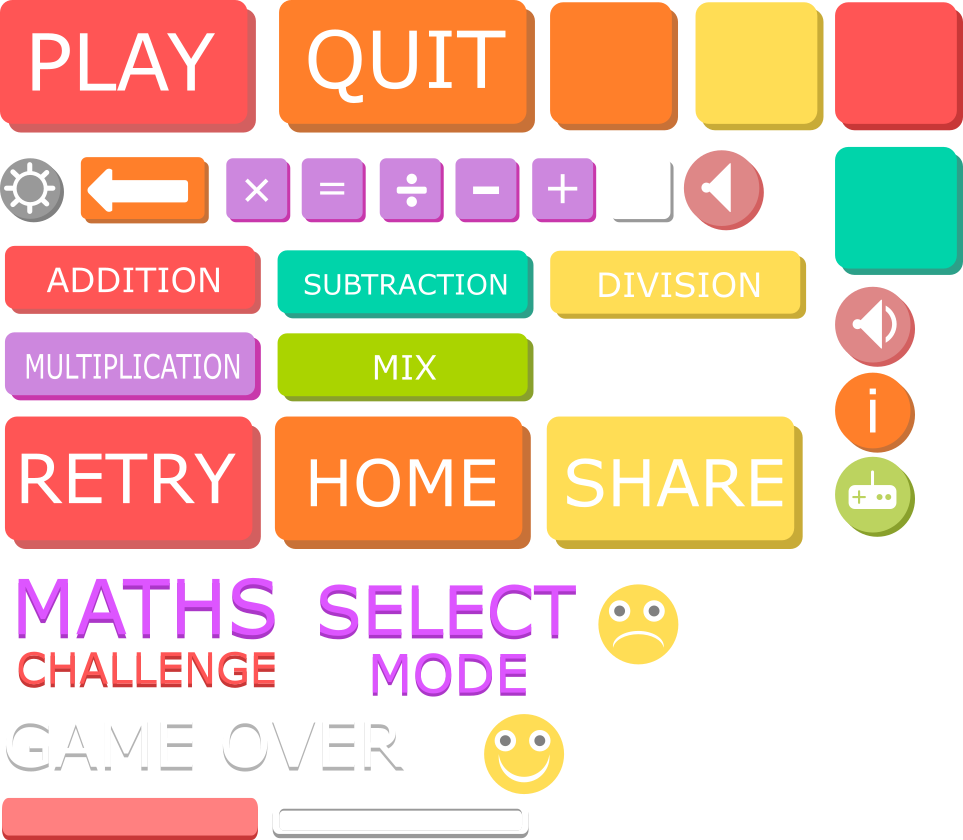 PLAY
QUIT
× = ÷ - +
ADDITION
SUBTRACTION
DIVISION
MULTIPLICATION
MIX
i
RETRY
HOME
SHARE
MATHS
CHALLENGE
SELECT
MODE
GAME OVER